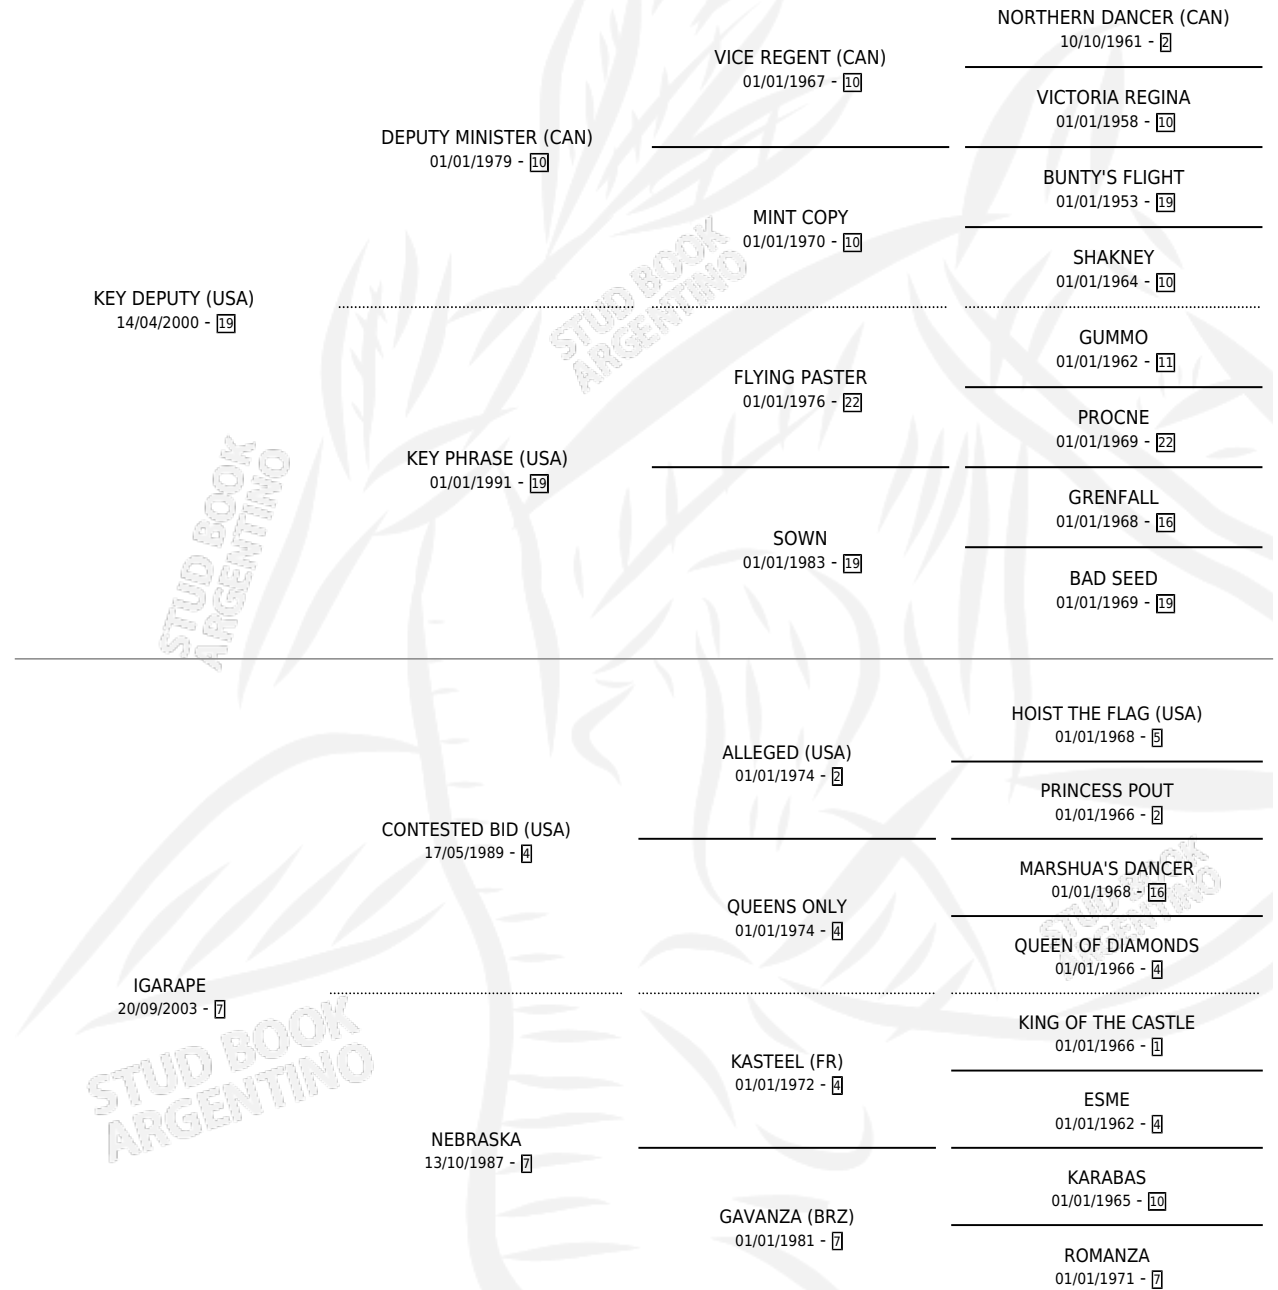 NORTHERN DANCER (CAN)
10/10/1961 - 2
VICE REGENT (CAN)
01/01/1967 - 10
VICTORIA REGINA
01/01/1958 - 10
DEPUTY MINISTER (CAN)
01/01/1979 - 10
BUNTY'S FLIGHT
01/01/1953 - 19
MINT COPY
01/01/1970 - 10
SHAKNEY
01/01/1964 - 10
KEY DEPUTY (USA)
14/04/2000 - 19
GUMMO
01/01/1962 - 11
FLYING PASTER
01/01/1976 - 22
PROCNE
01/01/1969 - 22
KEY PHRASE (USA)
01/01/1991 - 19
GRENFALL
01/01/1968 - 16
SOWN
01/01/1983 - 19
BAD SEED
01/01/1969 - 19
HOIST THE FLAG (USA)
01/01/1968 - 5
ALLEGED (USA)
01/01/1974 - 2
PRINCESS POUT
01/01/1966 - 2
CONTESTED BID (USA)
17/05/1989 - 4
MARSHUA'S DANCER
01/01/1968 - 16
QUEENS ONLY
01/01/1974 - 4
QUEEN OF DIAMONDS
01/01/1966 - 4
IGARAPE
20/09/2003 - 7
KING OF THE CASTLE
01/01/1966 - 1
KASTEEL (FR)
01/01/1972 - 4
ESME
01/01/1962 - 4
NEBRASKA
13/10/1987 - 7
KARABAS
01/01/1965 - 10
GAVANZA (BRZ)
01/01/1981 - 7
ROMANZA
01/01/1971 - 7
STUD BOOK
ARGENTINO
STUD BOOK
ARGENTINO
STUD BOOK
ARGENTINO
STUD BOOK
ARGENTINO